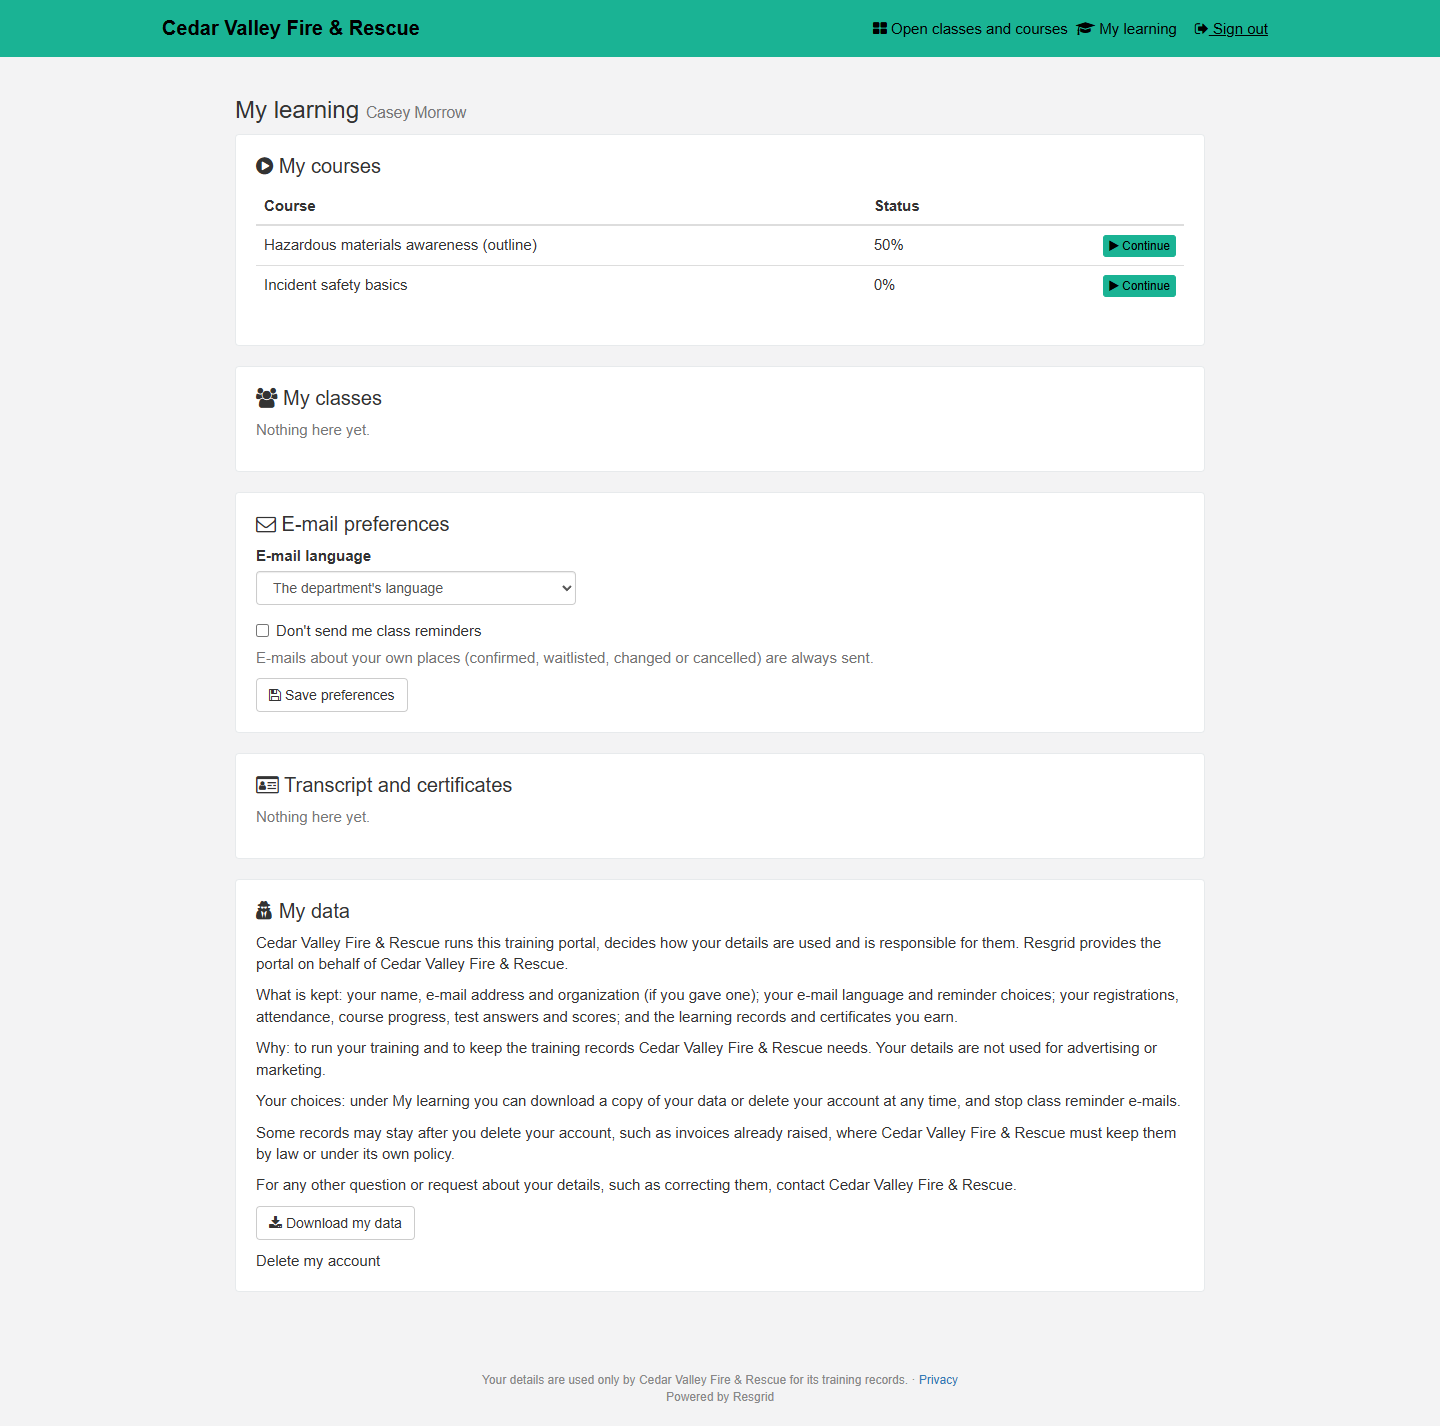 Cedar Valley Fire & Rescue
Open classes and courses
My learning
Sign out
My learning Casey Morrow
My courses
Course Status
Hazardous materials awareness (outline) 50% Continue
Incident safety basics 0% Continue
My classes
Nothing here yet.
E-mail preferences
E-mail language
The department's language
Don't send me class reminders
E-mails about your own places (confirmed, waitlisted, changed or cancelled) are always sent.
Save preferences
Transcript and certificates
Nothing here yet.
My data
Cedar Valley Fire & Rescue runs this training portal, decides how your details are used and is responsible for them. Resgrid provides the
portal on behalf of Cedar Valley Fire & Rescue.
What is kept: your name, e-mail address and organization (if you gave one); your e-mail language and reminder choices; your registrations,
attendance, course progress, test answers and scores; and the learning records and certificates you earn.
Why: to run your training and to keep the training records Cedar Valley Fire & Rescue needs. Your details are not used for advertising or
marketing.
Your choices: under My learning you can download a copy of your data or delete your account at any time, and stop class reminder e-mails.
Some records may stay after you delete your account, such as invoices already raised, where Cedar Valley Fire & Rescue must keep them
by law or under its own policy.
For any other question or request about your details, such as correcting them, contact Cedar Valley Fire & Rescue.
Download my data
Delete my account
Your details are used only by Cedar Valley Fire & Rescue for its training records. · Privacy
Powered by Resgrid